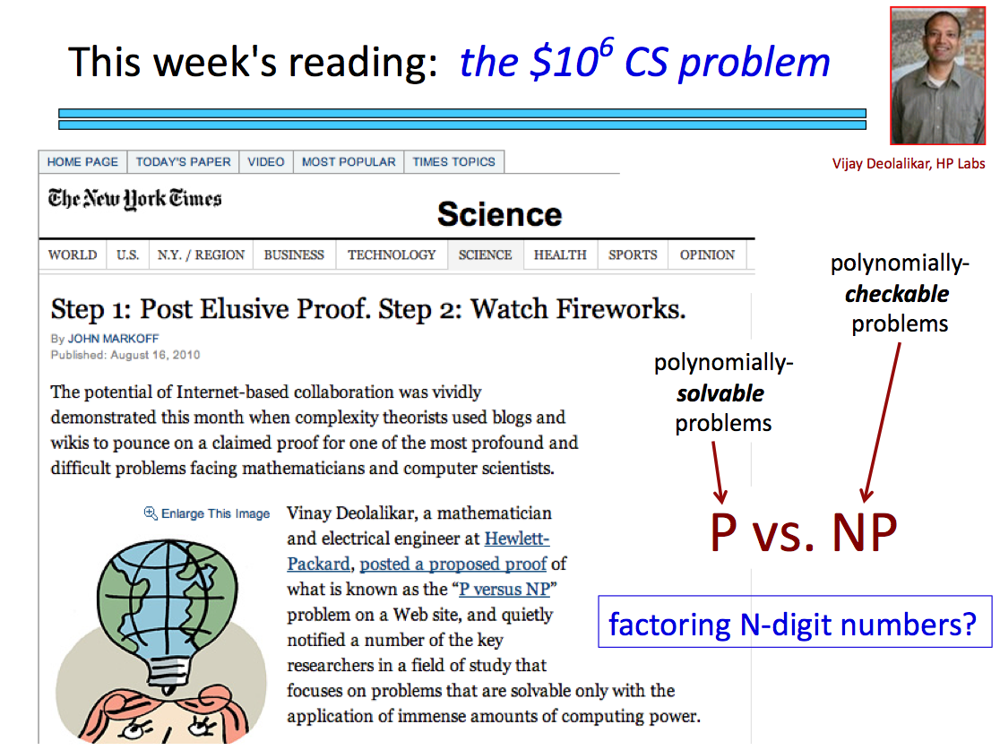 This week's reading: the $10^6 CS problem
Vijay Deolalikar, HP Labs
HOME PAGE TODAY'S PAPER VIDEO MOST POPULAR TIMES TOPICS
The New York Times
Science
WORLD U.S. N.Y. / REGION BUSINESS TECHNOLOGY SCIENCE HEALTH SPORTS OPINION
Step 1: Post Elusive Proof. Step 2: Watch Fireworks.
By JOHN MARKOFF
Published: August 16, 2010
The potential of Internet-based collaboration was vividly
demonstrated this month when complexity theorists used blogs and
wikis to pounce on a claimed proof for one of the most profound and
difficult problems facing mathematicians and computer scientists.
Enlarge This Image
Vinay Deolalikar, a mathematician
and electrical engineer at Hewlett-
Packard, posted a proposed proof of
what is known as the “P versus NP”
problem on a Web site, and quietly
notified a number of the key
researchers in a field of study that
focuses on problems that are solvable only with the
application of immense amounts of computing power.
polynomially-
checkable
problems
polynomially-
solvable
problems
P vs. NP
factoring N-digit numbers?